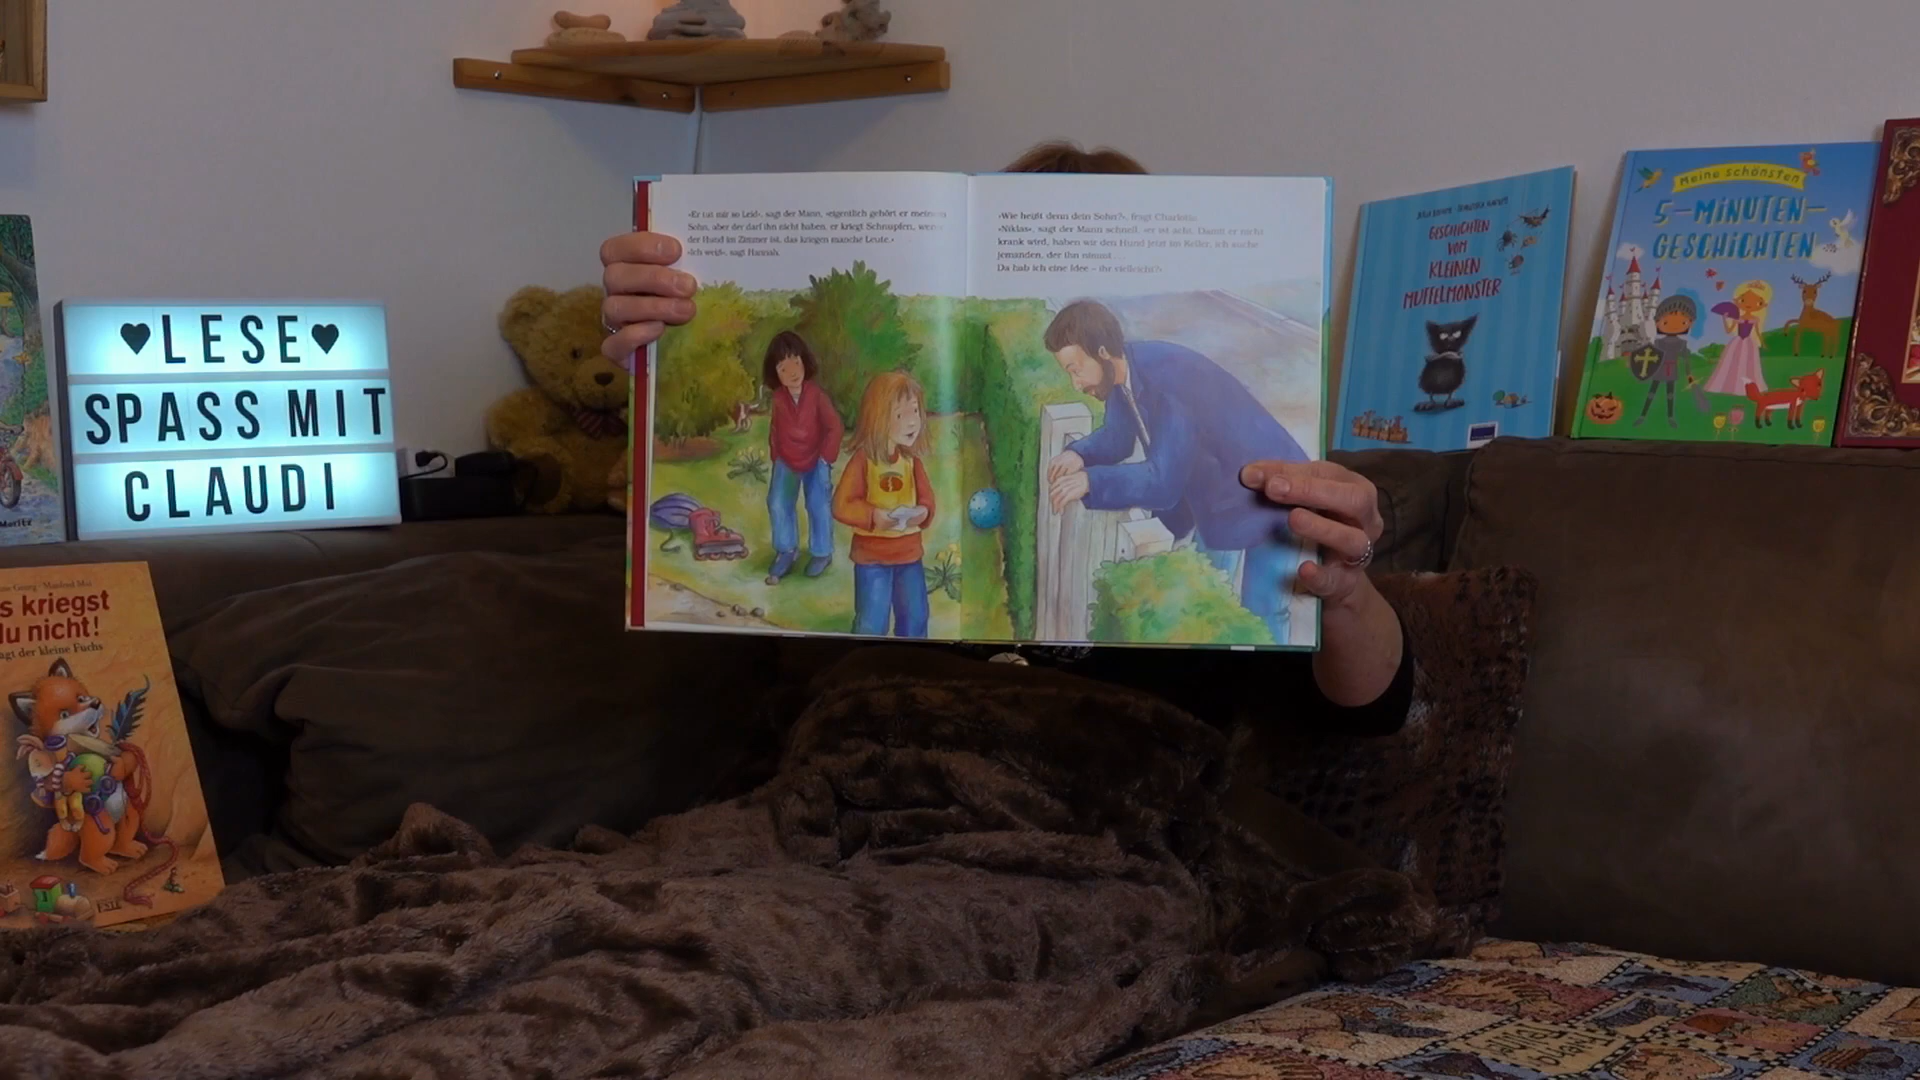 ♥LESE♥
SPASS MIT
CLAUDI
»Er tut mir so Leid«, sagt der Mann, »eigentlich gehört er meinem
Sohn, aber der darf ihn nicht haben, er kriegt Schnupfen, wenn
der Hund im Zimmer ist, das kriegen manche Leute.«
»Ich weiß«, sagt Hannah.
»Wie heißt denn dein Sohn?«, fragt Charlotte.
»Niklas«, sagt der Mann schnell, »er ist acht. Damit er nicht
krank wird, haben wir den Hund jetzt im Keller, ich suche
jemanden, der ihn nimmt ...
Da hab ich eine Idee – ihr vielleicht?«
GESCHICHTEN
VOM
KLEINEN
MUFFELMONSTER
Meine schönsten
5-MINUTEN-
GESCHICHTEN
Moritz
s kriegst
du nicht!
agt der kleine Fuchs